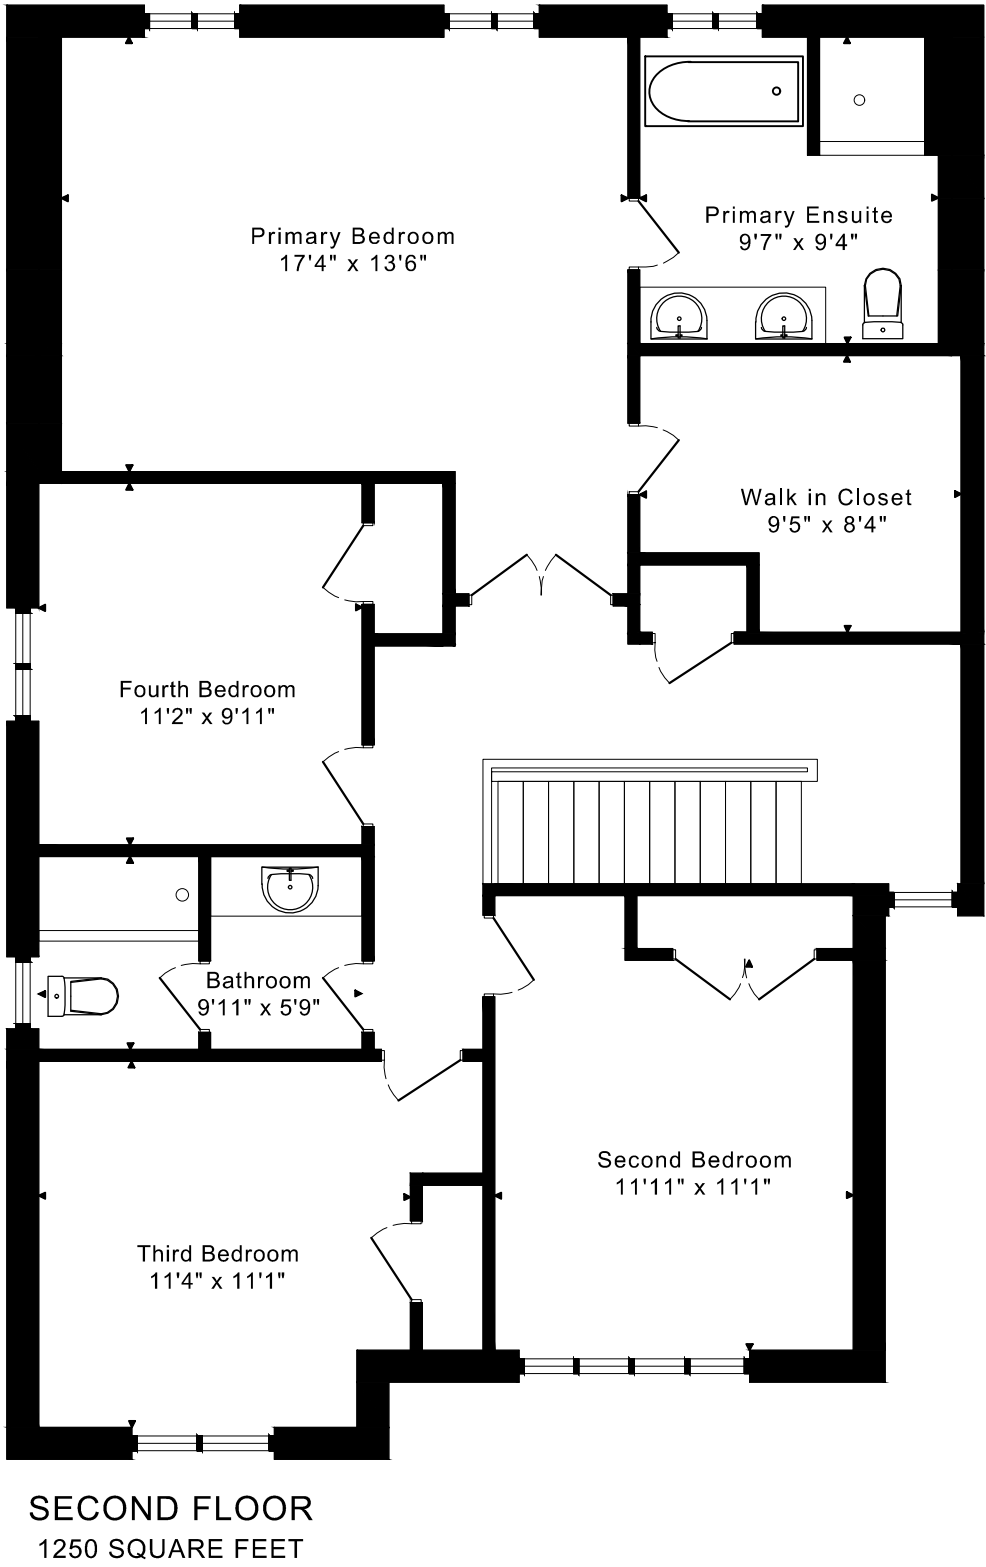 Primary Bedroom
17'4" x 13'6"
Primary Ensuite
9'7" x 9'4"
Walk in Closet
9'5" x 8'4"
Fourth Bedroom
11'2" x 9'11"
Bathroom
9'11" x 5'9"
Second Bedroom
11'11" x 11'1"
Third Bedroom
11'4" x 11'1"
SECOND FLOOR
1250 SQUARE FEET